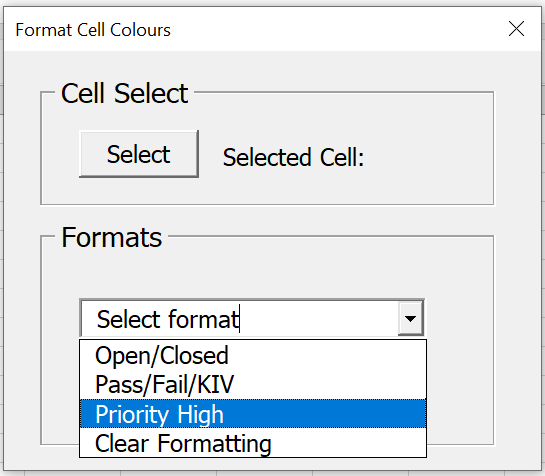 Format Cell Colours
Cell Select
Select
Selected Cell:
Formats
Select format
Open/Closed
Pass/Fail/KIV
Priority High
Clear Formatting